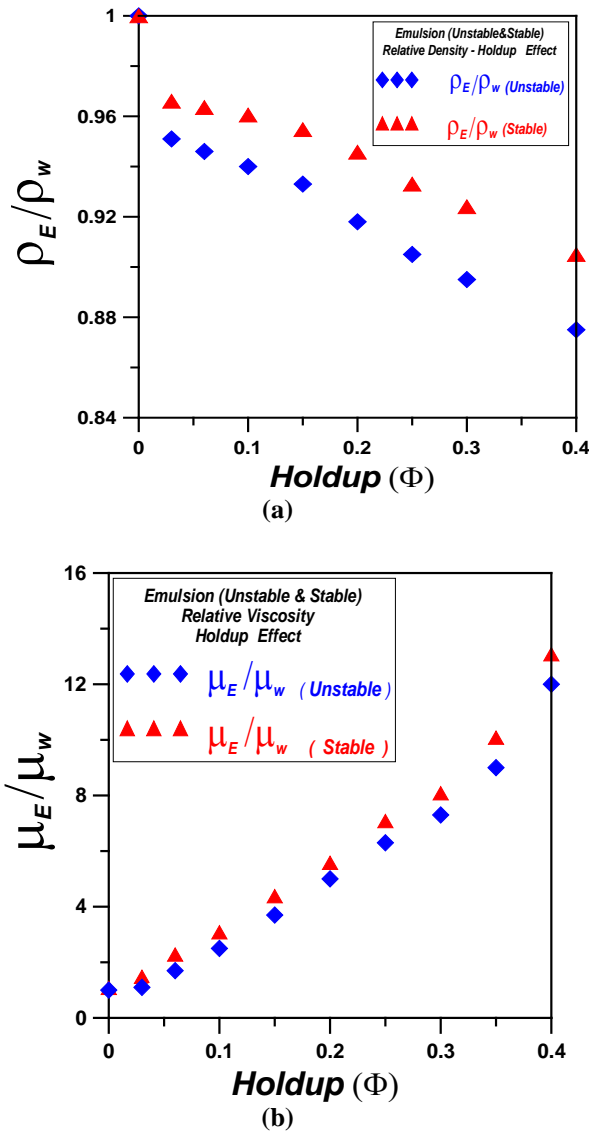 1
0.96
0.92
0.88
0.84
ρE/ρw
Emulsion (Unstable&Stable)
Relative Density - Holdup Effect
ρE/ρw (Unstable)
ρE/ρw (Stable)
0 0.1 0.2 0.3 0.4
Holdup (Φ)
(a)
16
12
8
4
0
μE/μw
Emulsion (Unstable & Stable)
Relative Viscosity
Holdup Effect
μE/μw ( Unstable )
μE/μw ( Stable )
0 0.1 0.2 0.3 0.4
Holdup (Φ)
(b)